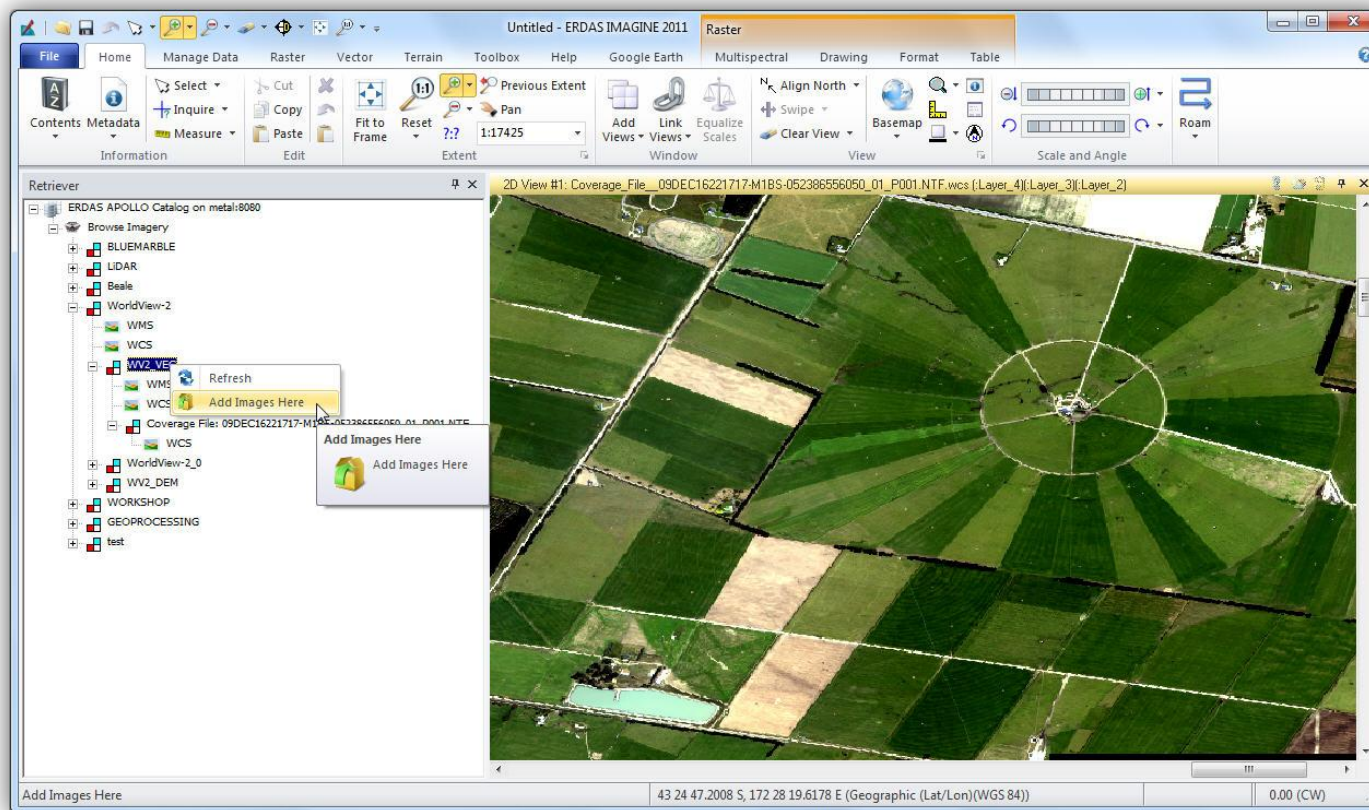 Untitled - ERDAS IMAGINE 2011
Raster
File Home Manage Data Raster Vector Terrain Toolbox Help Google Earth Multispectral Drawing Format Table
Contents Metadata
Select
Inquire
Measure
Information
Cut
Copy
Paste
Edit
Fit to Frame
1:1
Reset
?:?
Previous Extent
Pan
1:17425
Extent
Add Views
Link Views
Equalize Scales
Window
Align North
Swipe
Clear View
Basemap
View
Scale and Angle
Roam
Retriever
2D View #1: Coverage_File__09DEC16221717-M1BS-052386556050_01_P001.NTF.wcs (:Layer_4)(:Layer_3)(:Layer_2)
ERDAS APOLLO Catalog on metal:8080
Browse Imagery
BLUEMARBLE
LiDAR
Beale
WorldView-2
WMS
WCS
Refresh
WMS
Add Images Here
WCS
Coverage File: 09DEC16221717-M1BS-052386556050_01_P001.NTF
Add Images Here
WCS
Add Images Here
WorldView-2_0
WV2_DEM
WORKSHOP
GEOPROCESSING
test
Add Images Here
43 24 47.2008 S, 172 28 19.6178 E (Geographic (Lat/Lon)(WGS 84))
0.00 (CW)